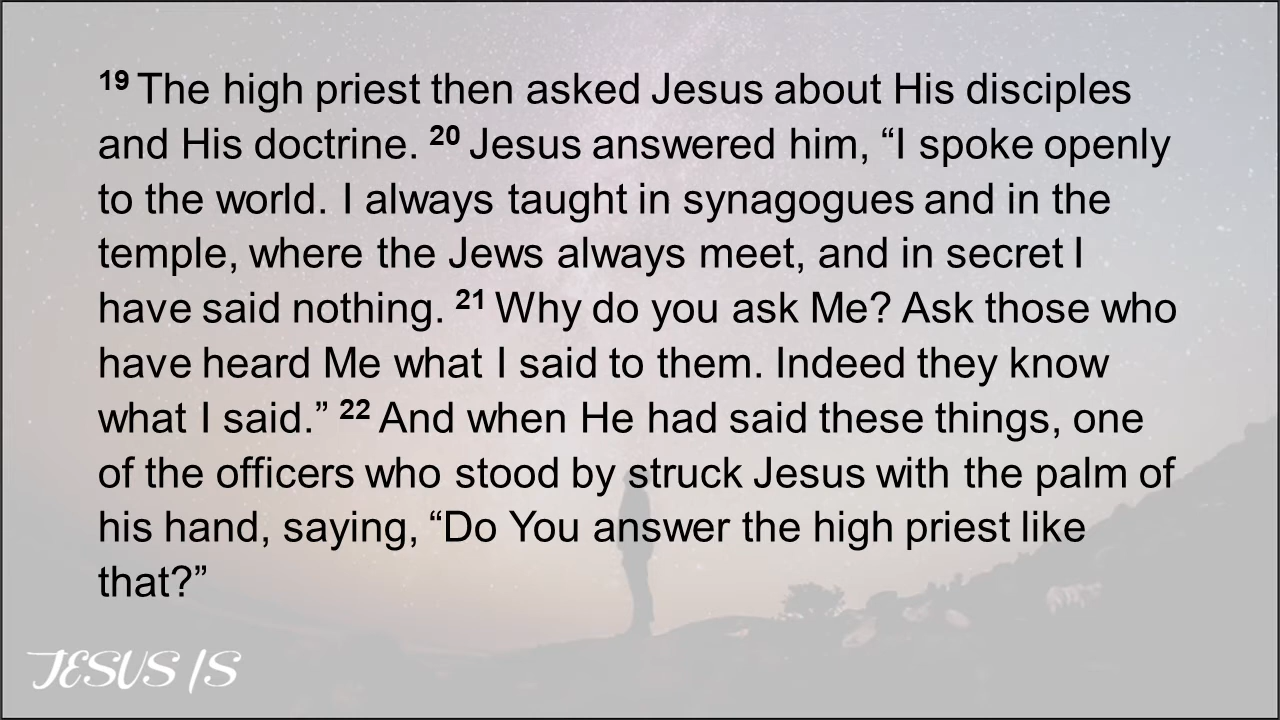 19 The high priest then asked Jesus about His disciples
and His doctrine. 20 Jesus answered him, “I spoke openly
to the world. I always taught in synagogues and in the
temple, where the Jews always meet, and in secret I
have said nothing. 21 Why do you ask Me? Ask those who
have heard Me what I said to them. Indeed they know
what I said.” 22 And when He had said these things, one
of the officers who stood by struck Jesus with the palm of
his hand, saying, “Do You answer the high priest like
that?”
JESUS IS